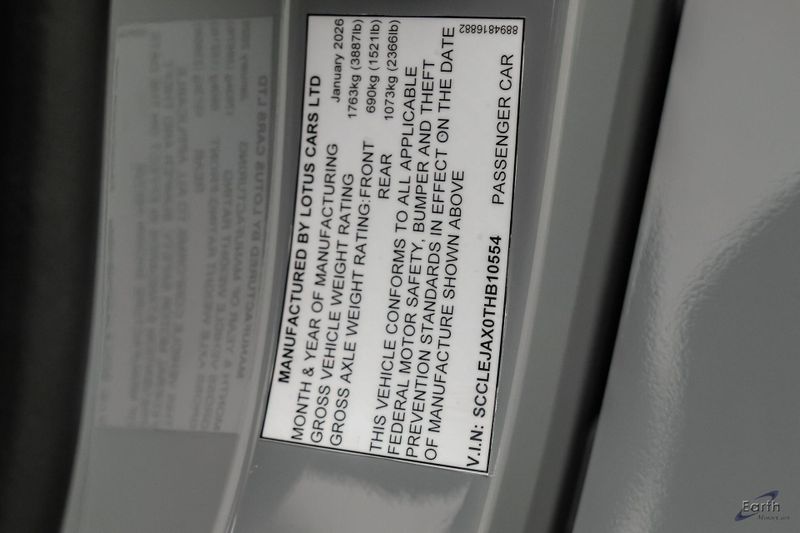 MANUFACTURED BY LOTUS CARS LTD
MONTH & YEAR OF MANUFACTURING January 2026
GROSS VEHICLE WEIGHT RATING 1763kg (3887lb)
GROSS AXLE WEIGHT RATING: FRONT 690kg (1521lb)
REAR 1073kg (2366lb)
THIS VEHICLE CONFORMS TO ALL APPLICABLE
FEDERAL MOTOR SAFETY, BUMPER AND THEFT
PREVENTION STANDARDS IN EFFECT ON THE DATE
OF MANUFACTURE SHOWN ABOVE
V.I.N: SCCLEJAX0THB10554 PASSENGER CAR
8894816882
Earth
MotorCars